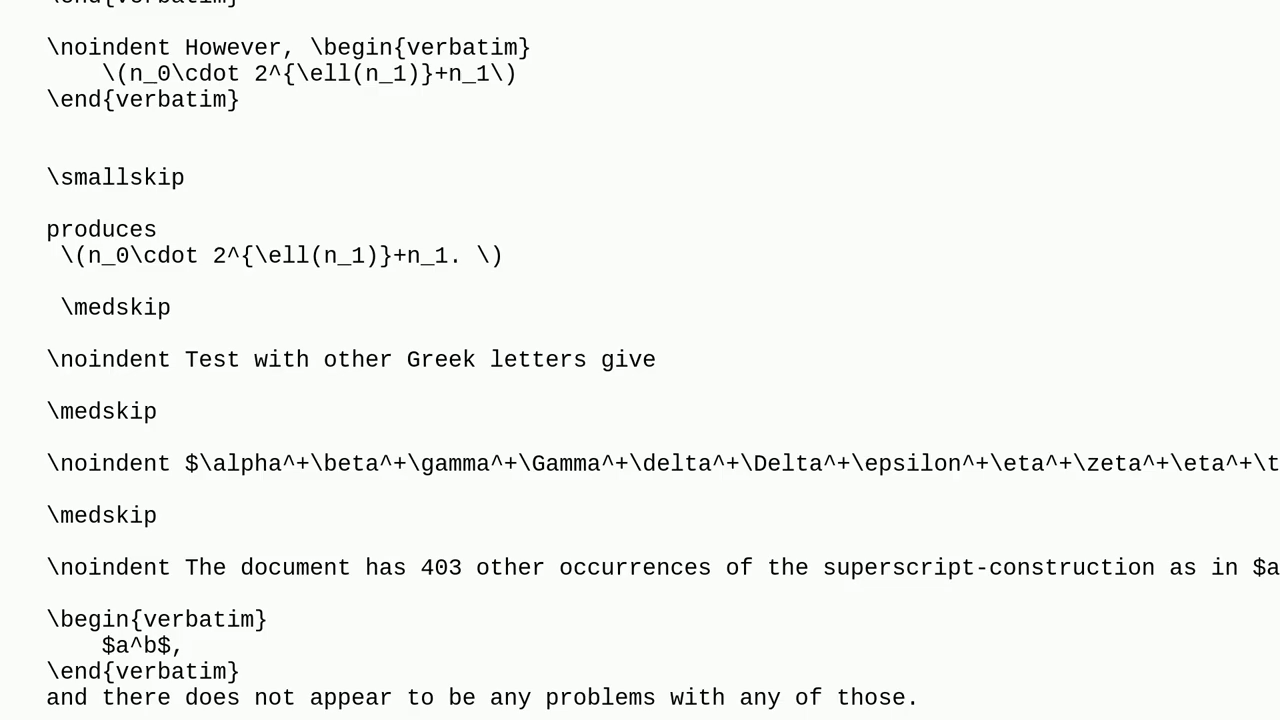 \end{verbatim}
\noindent However, \begin{verbatim}
\(n_0\cdot 2^{\ell(n_1)}+n_1\)
\end{verbatim}
\smallskip
produces
\(n_0\cdot 2^{\ell(n_1)}+n_1. \)
\medskip
\noindent Test with other Greek letters give
\medskip
\noindent $\alpha^+\beta^+\gamma^+\Gamma^+\delta^+\Delta^+\epsilon^+\eta^+\zeta^+\eta^+\t
\medskip
\noindent The document has 403 other occurrences of the superscript-construction as in $a
\begin{verbatim}
$a^b$,
\end{verbatim}
and there does not appear to be any problems with any of those.